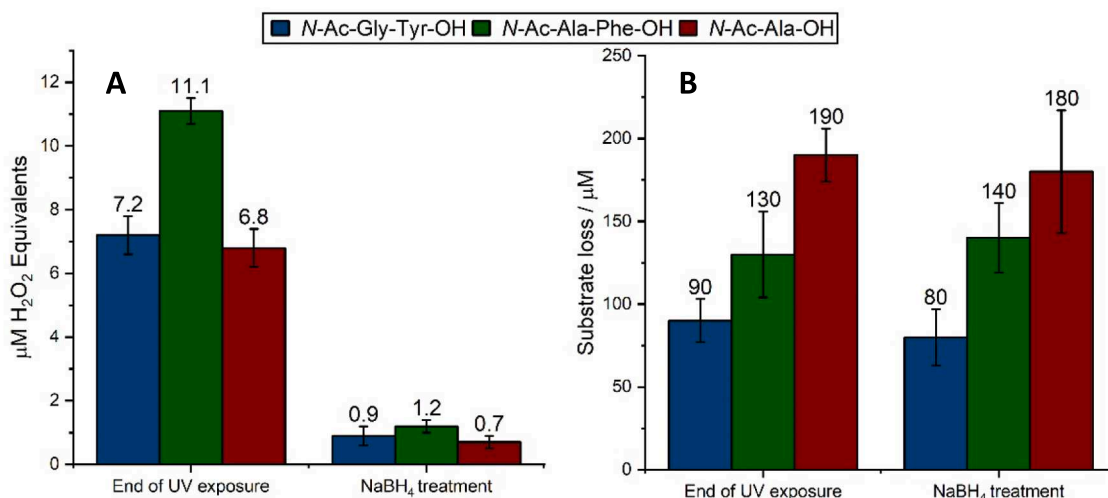 N-Ac-Gly-Tyr-OH N-Ac-Ala-Phe-OH N-Ac-Ala-OH
A
μM H₂O₂ Equivalents
12
10
8
6
4
2
0
7.2
11.1
6.8
0.9
1.2
0.7
End of UV exposure
NaBH₄ treatment
B
Substrate loss / μM
250
200
150
100
50
0
90
130
190
80
140
180
End of UV exposure
NaBH₄ treatment